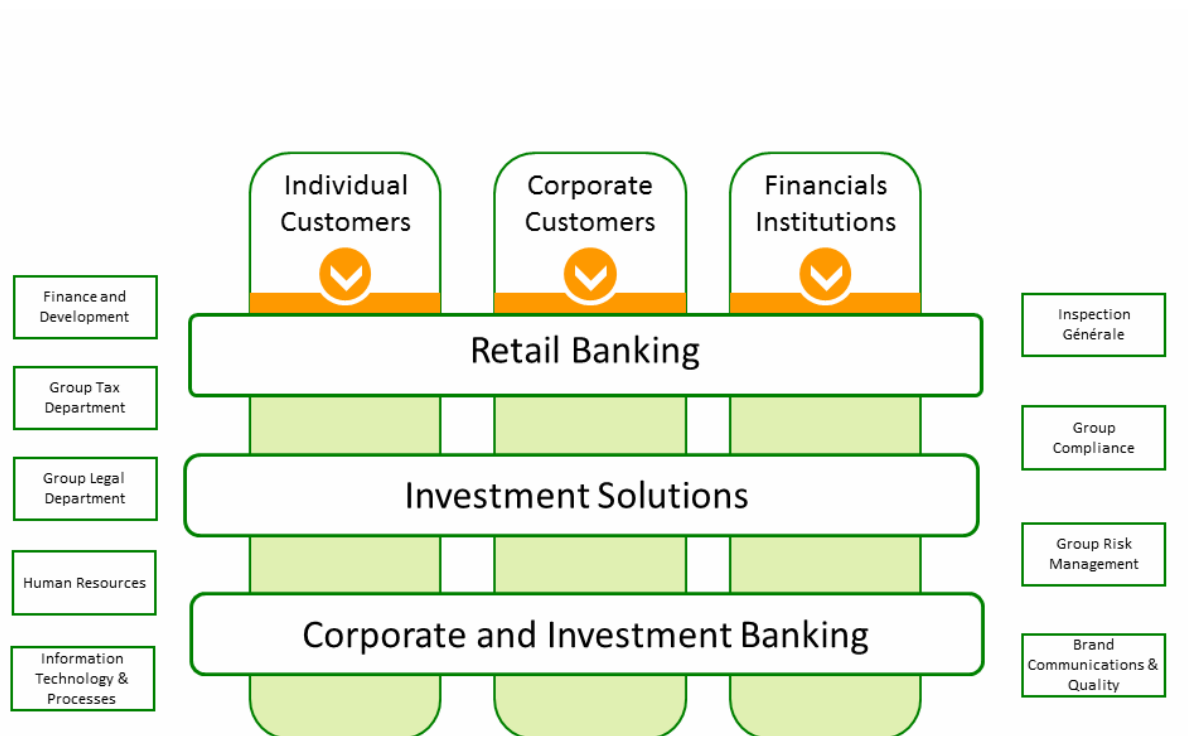 Individual
Customers
Corporate
Customers
Financials
Institutions
Finance and
Development
Group Tax
Department
Group Legal
Department
Human Resources
Information
Technology &
Processes
Retail Banking
Investment Solutions
Corporate and Investment Banking
Inspection
Générale
Group
Compliance
Group Risk
Management
Brand
Communications &
Quality